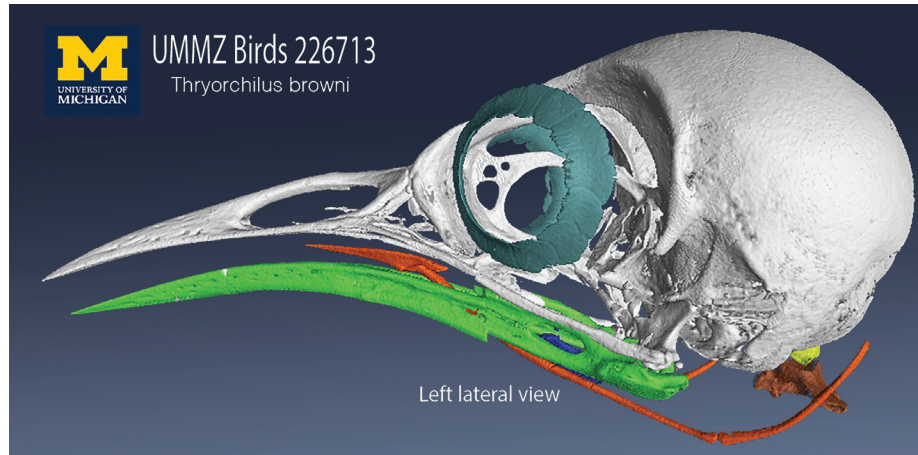 UMMZ Birds 226713
Thryorchilus browni
M
UNIVERSITY OF
MICHIGAN
Left lateral view